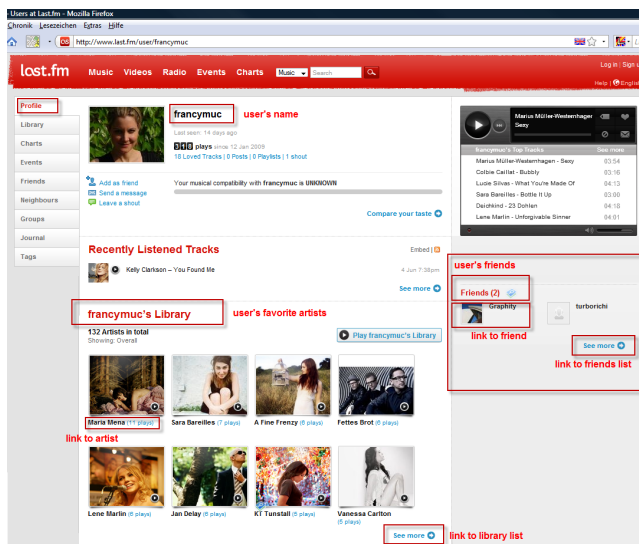 -Users at Last.fm - Mozilla Firefox
Chronik Lesezeichen Extras Hilfe
http://www.last.fm/user/francymuc
last.fm
Music Videos Radio Events Charts
Music Search
Log in | Sign u
Help | English
Profile
Library
Charts
Events
Friends
Neighbours
Groups
Journal
Tags
francymuc
user's name
Last seen: 14 days ago
plays since 12 Jan 2009
18 Loved Tracks | 0 Posts | 0 Playlists | 1 shout
Add as friend
Send a message
Leave a shout
Your musical compatibility with francymuc is UNKNOWN
Compare your taste
Marius Müller-Westernhager
Sexy
francymuc's Top Tracks See more
Marius Müller-Westernhagen - Sexy 03:54
Colbie Caillat - Bubbly 03:16
Lucie Silvas - What You're Made Of 04:13
Sara Bareilles - Bottle It Up 03:00
Deichkind - 23 Dohlen 04:18
Lene Marlin - Unforgivable Sinner 04:01
Recently Listened Tracks
Embed |
Kelly Clarkson – You Found Me
4 Jun 7:38pm
See more
user's friends
Friends (2)
Graphity
turborichi
link to friend
See more
link to friends list
francymuc's Library
user's favorite artists
132 Artists in total
Showing: Overall
Play francymuc's Library
Maria Mena (11 plays)
Sara Bareilles (7 plays)
A Fine Frenzy (6 plays)
Fettes Brot (6 plays)
link to artist
Lene Marlin (6 plays)
Jan Delay (6 plays)
KT Tunstall (5 plays)
Vanessa Carlton
(5 plays)
See more
link to library list